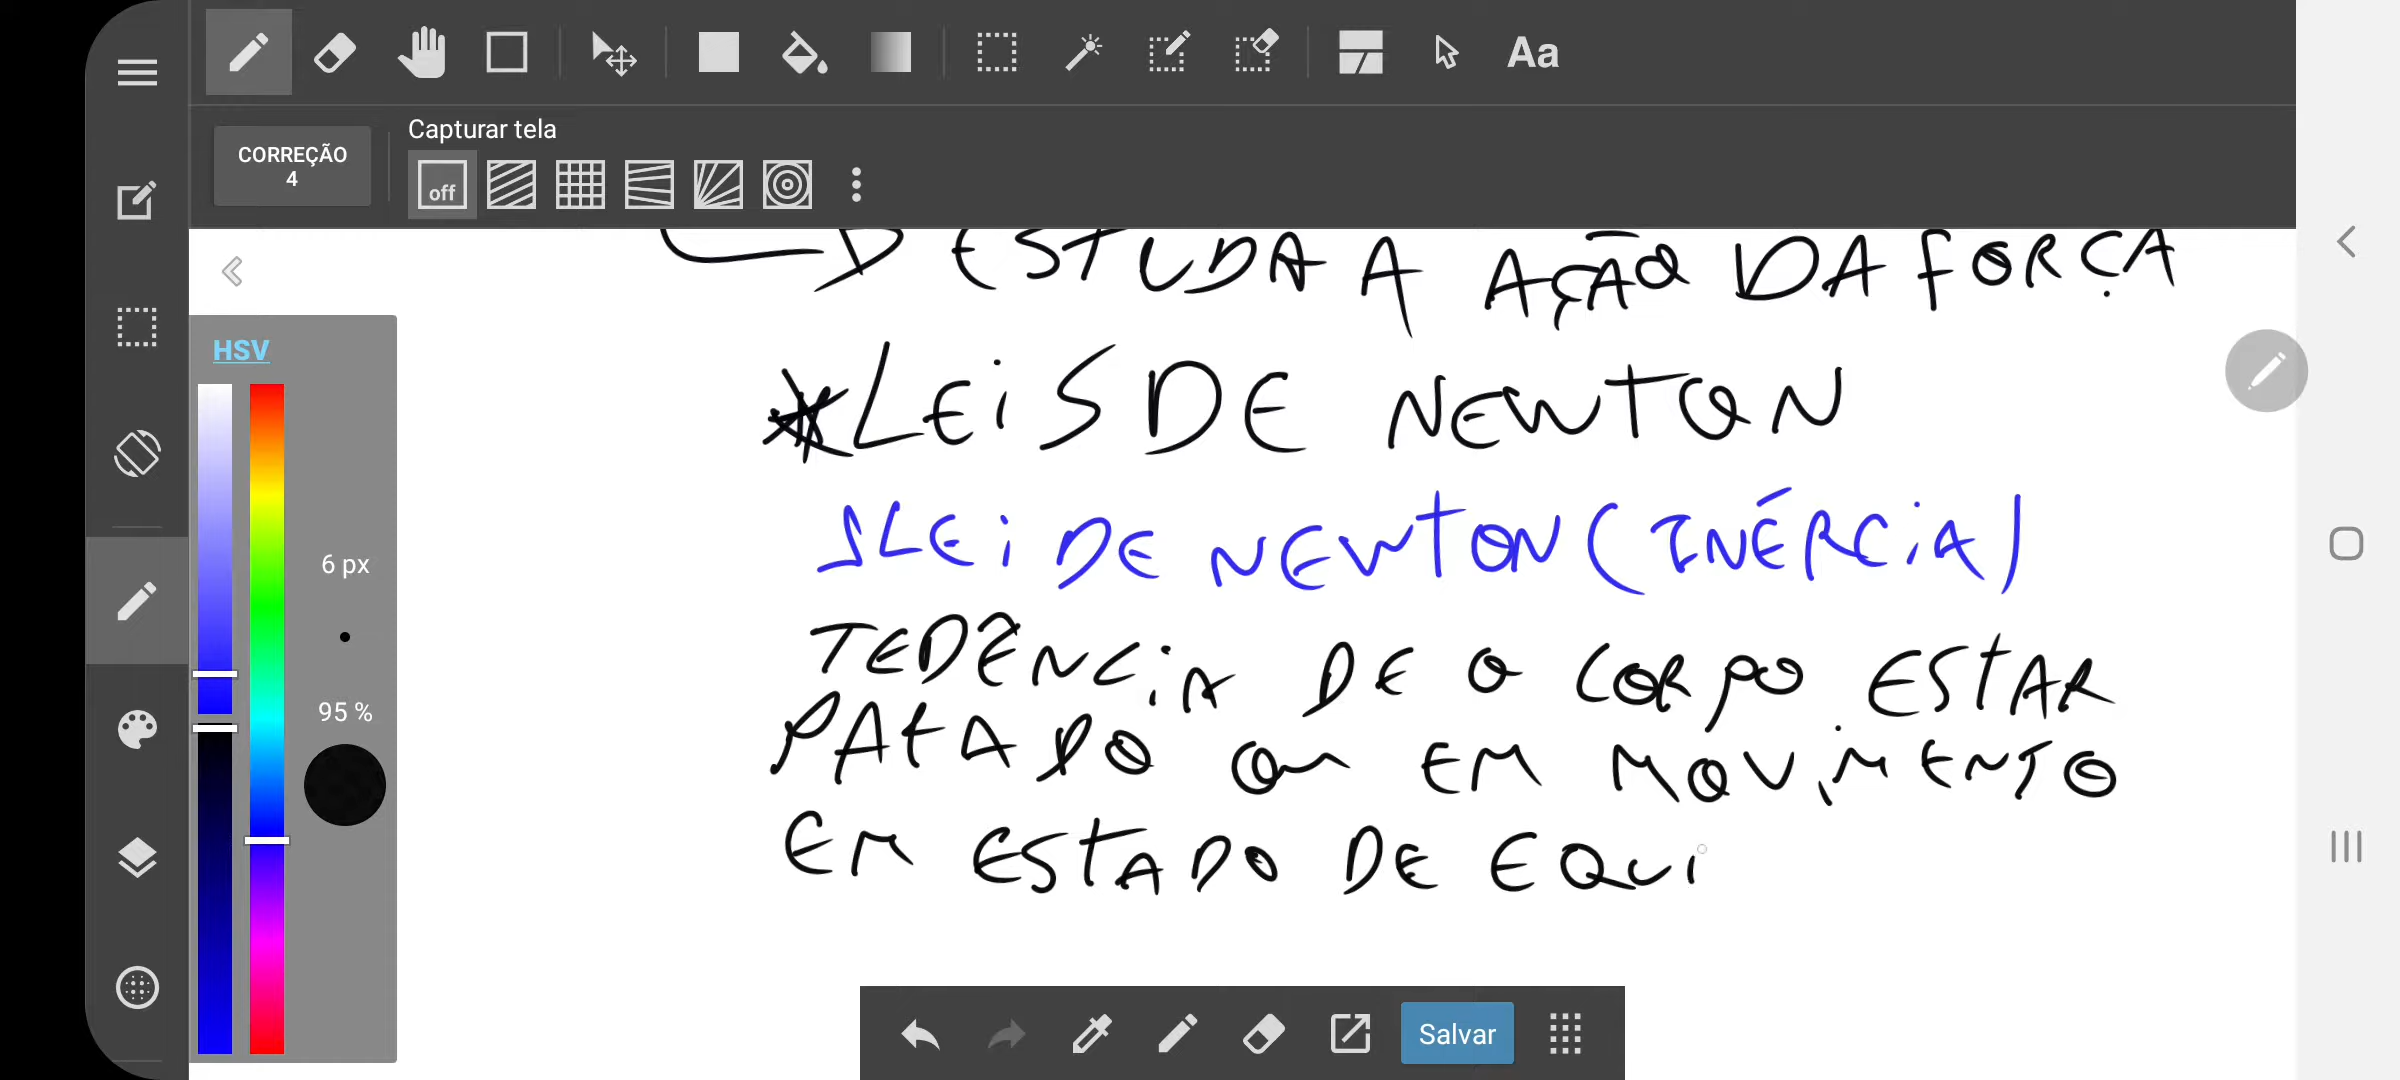 Aa
CORREÇÃO
4
Capturar tela
off
HSV
6 px
95 %
ESTUDA A AÇÃO DA FORÇA
*LEiS DE NEWTON
1LEi DE NEWTON (INÉRCiA)
TEDÊNCiA DE O CORPO ESTAR
PARADO OU EM MOViMENTO
EM ESTADO DE EQUI
Salvar